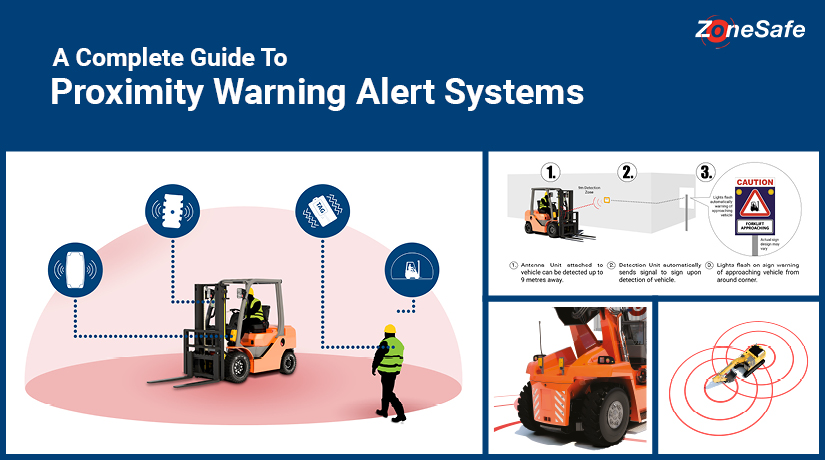 ZoneSafe
A Complete Guide To
Proximity Warning Alert Systems
TAG
1.
2.
3.
9m Detection
Zone
Lights flash
automatically
warning of
approaching
vehicle
CAUTION
FORKLIFT
APPROACHING
Actual sign
design may
vary
1 Antenna Unit attached to
vehicle can be detected up to
9 metres away.
2 Detection Unit automatically
sends signal to sign upon
detection of vehicle.
3 Lights flash on sign warning
of approaching vehicle from
around corner.